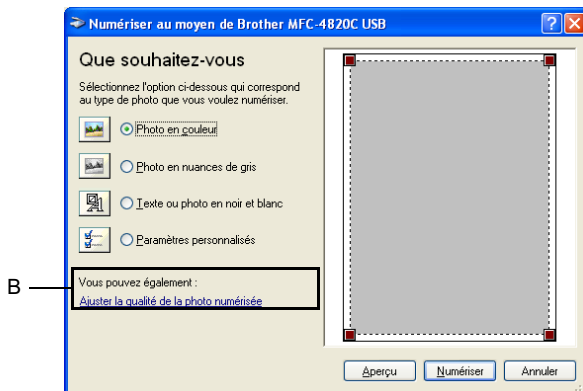 Numériser au moyen de Brother MFC-4820C USB
Que souhaitez-vous
Sélectionnez l'option ci-dessous qui correspond
au type de photo que vous voulez numériser.
Photo en couleur
Photo en nuances de gris
Texte ou photo en noir et blanc
Paramètres personnalisés
B
Vous pouvez également :
Ajuster la qualité de la photo numérisée
Aperçu
Numériser
Annuler